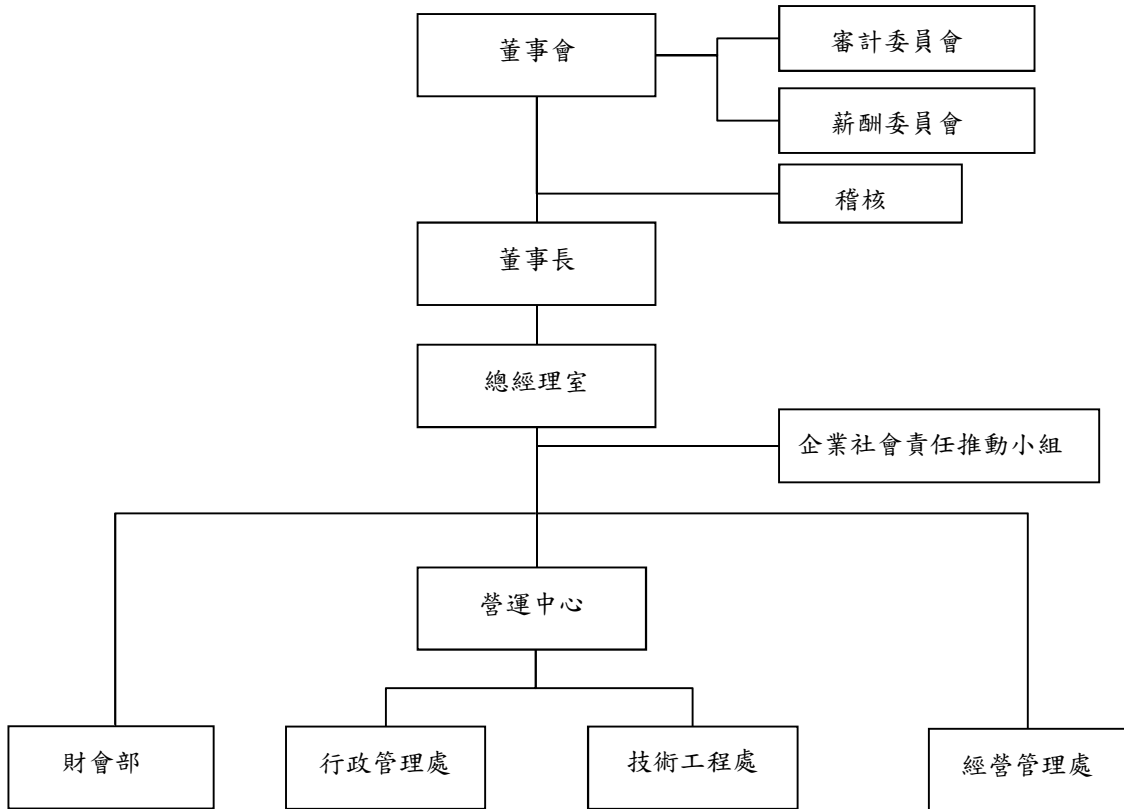 董事會
審計委員會
薪酬委員會
稽核
董事長
總經理室
企業社會責任推動小組
營運中心
財會部
行政管理處
技術工程處
經營管理處